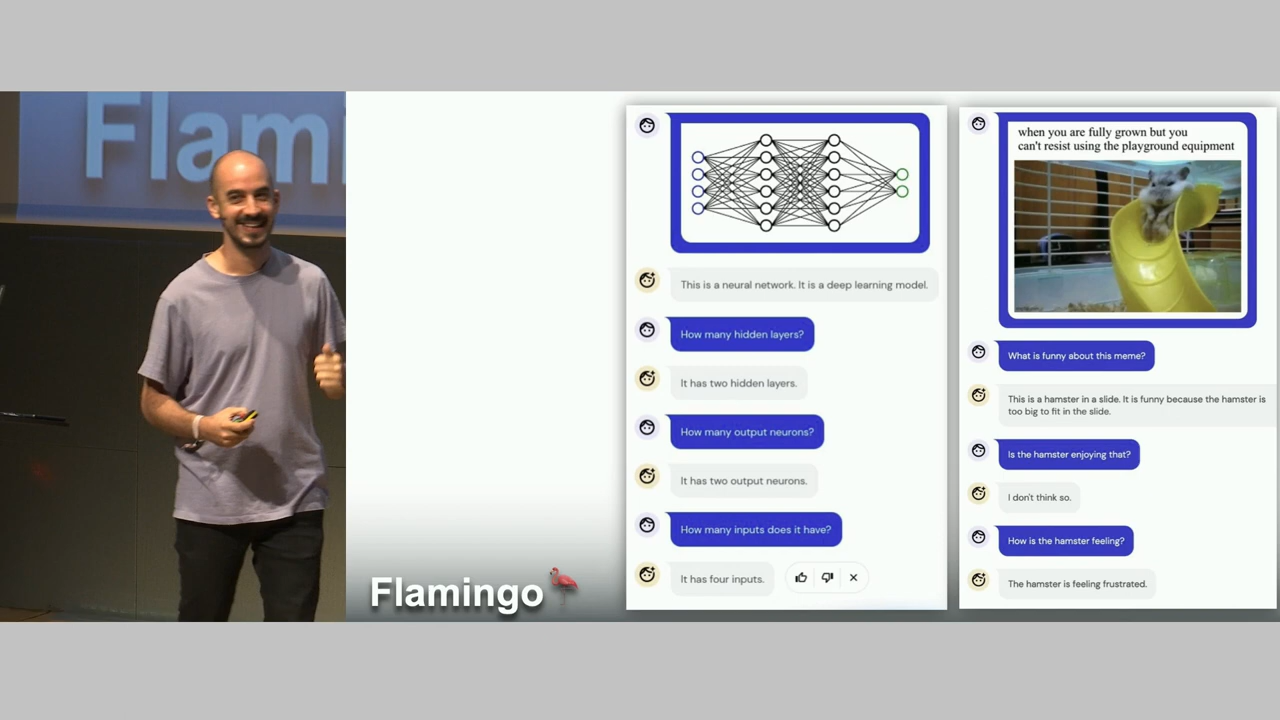 Flami
Flamingo
This is a neural network. It is a deep learning model.
How many hidden layers?
It has two hidden layers.
How many output neurons?
It has two output neurons.
How many inputs does it have?
It has four inputs.
when you are fully grown but you
can't resist using the playground equipment
What is funny about this meme?
This is a hamster in a slide. It is funny because the hamster is
too big to fit in the slide.
Is the hamster enjoying that?
I don't think so.
How is the hamster feeling?
The hamster is feeling frustrated.